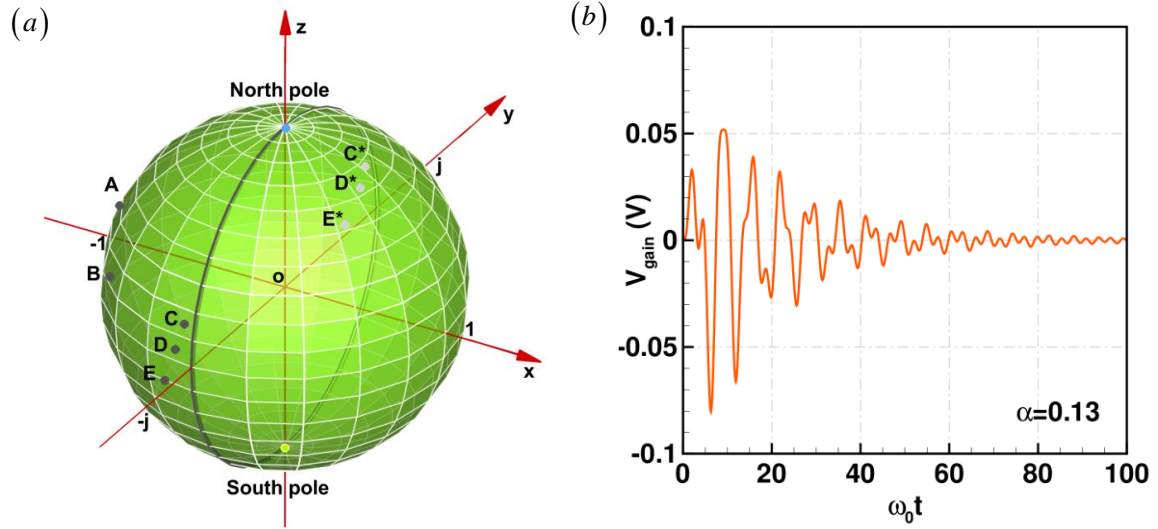 (a)
z
North pole
y
C*
j
D*
A
E*
-1
B
o
C
1
D
x
E
-j
South pole
(b)
0.1
0.05
0
-0.05
-0.1
V_gain (V)
α=0.13
0 20 40 60 80 100
ω₀t